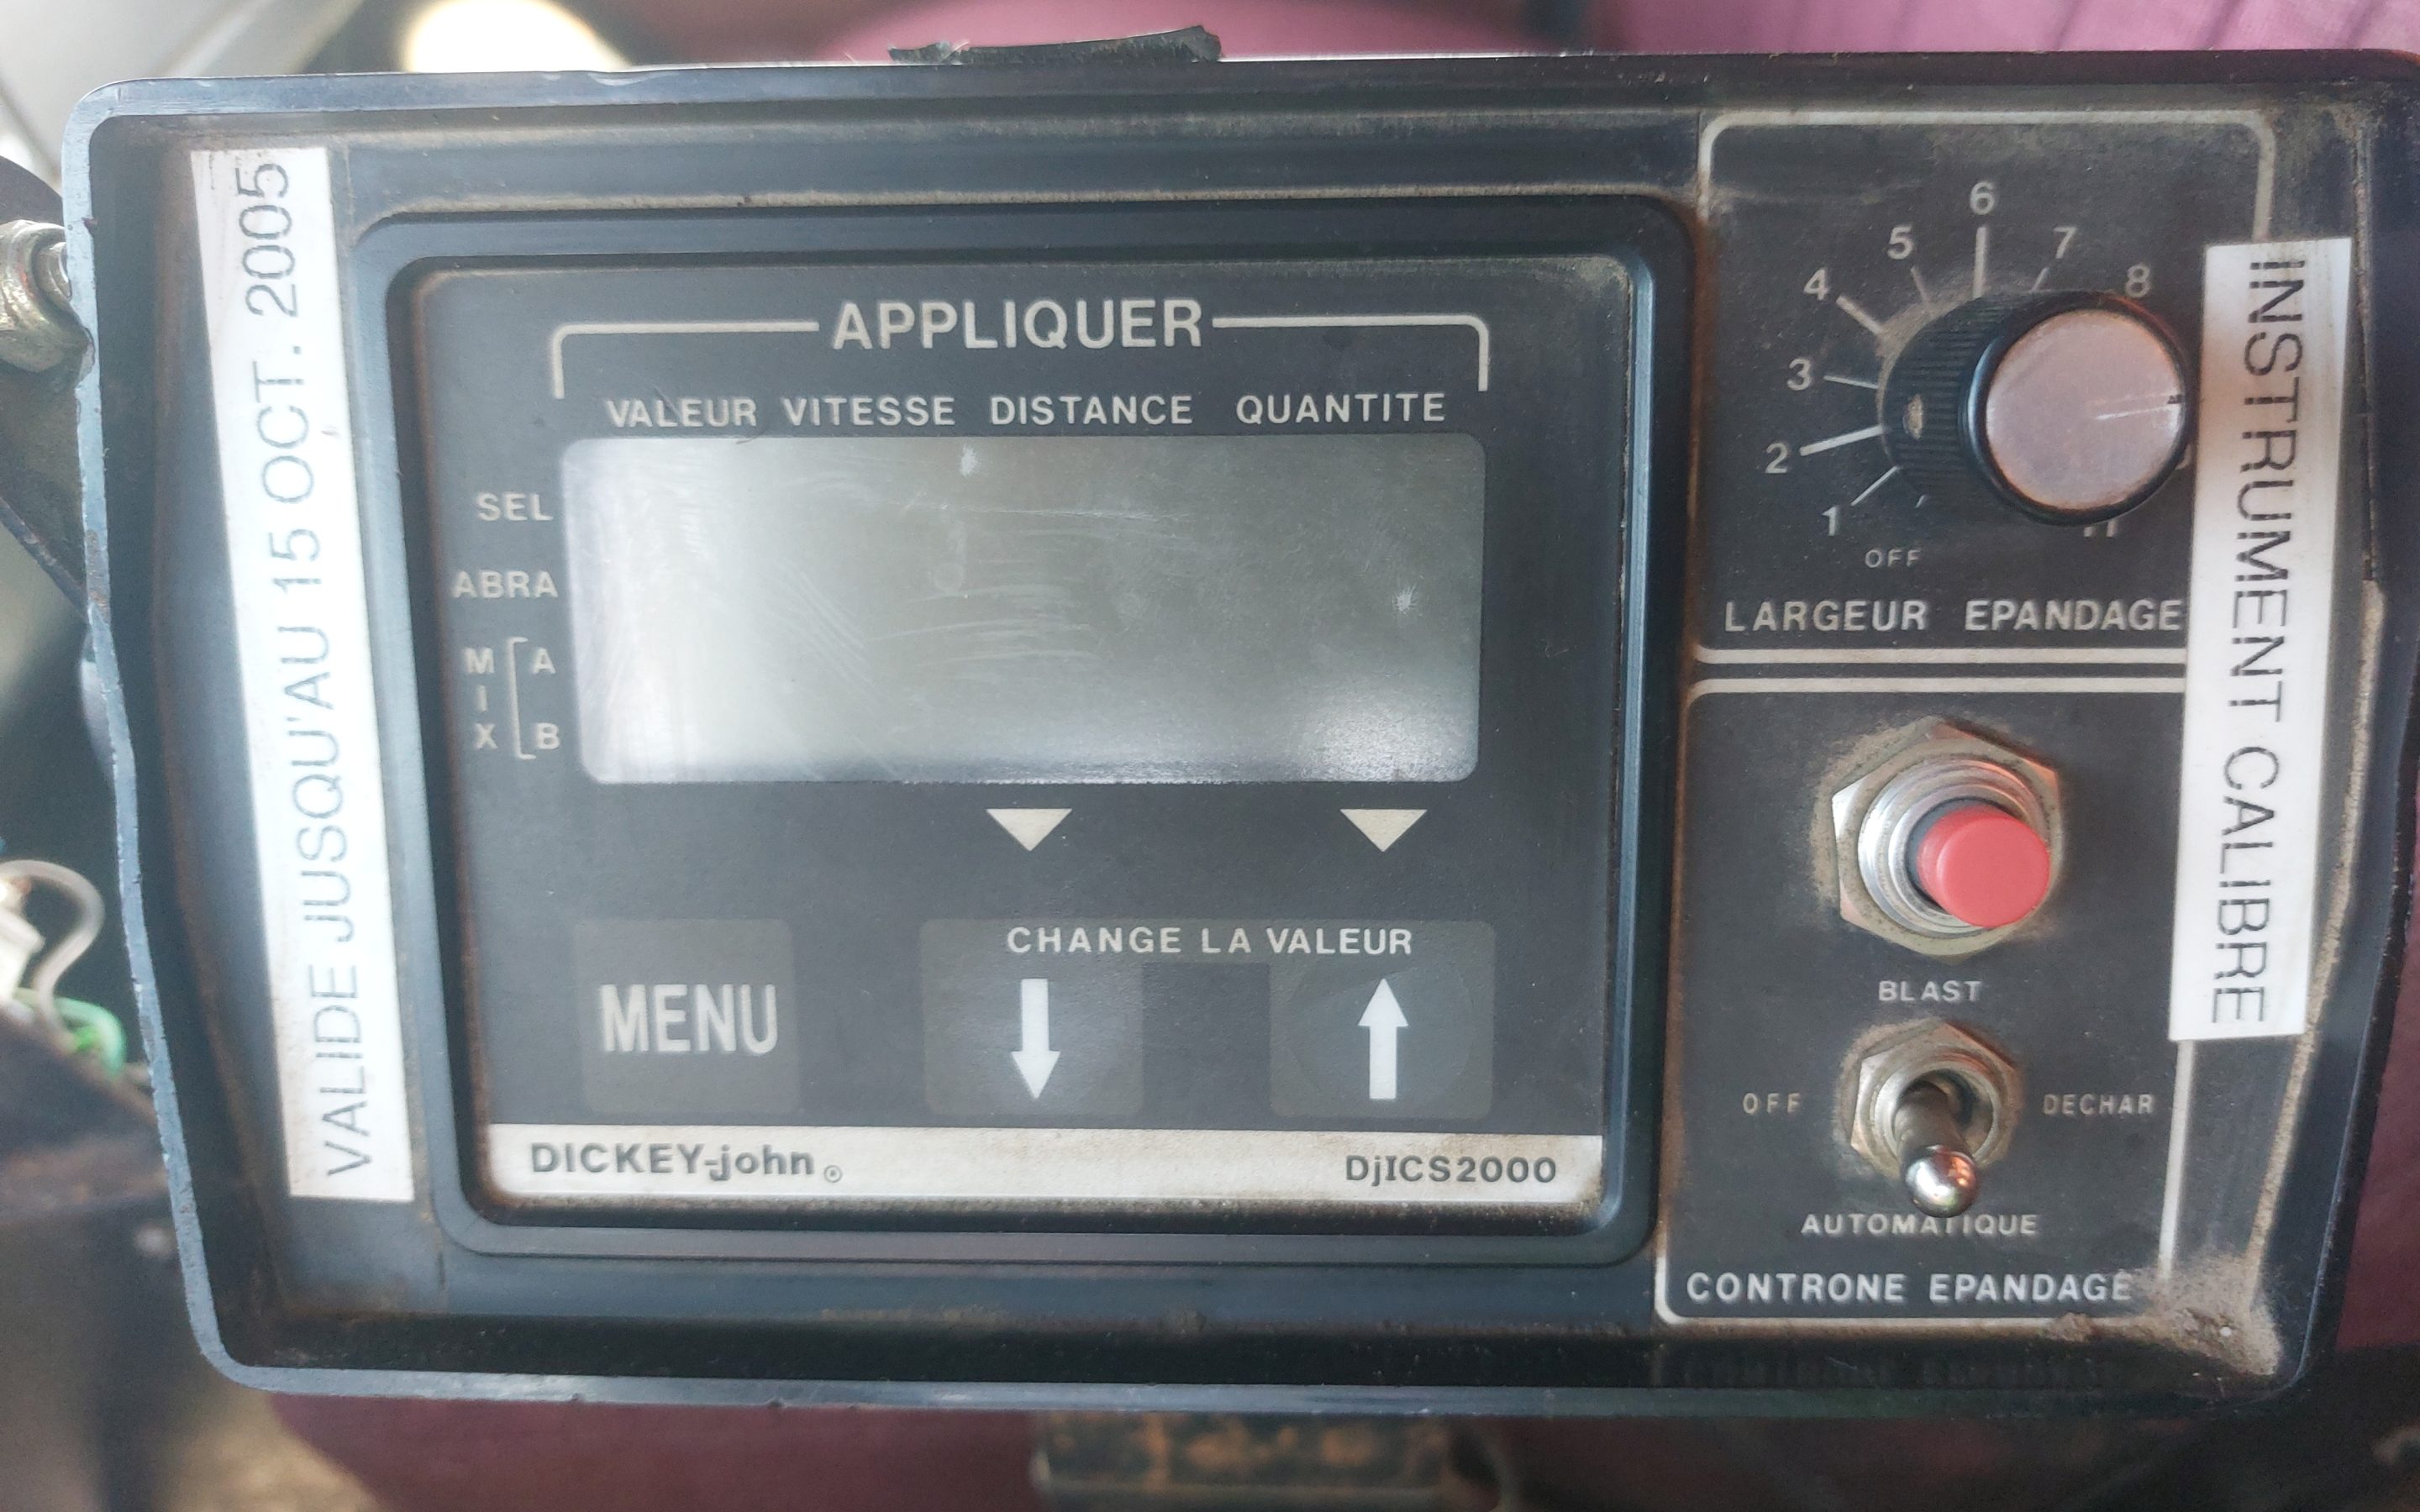 VALIDE JUSQU'AU 15 OCT. 2005
APPLIQUER
VALEUR VITESSE DISTANCE QUANTITE
SEL
ABRA
MIX A
B
CHANGE LA VALEUR
MENU
DICKEY-john®
DjICS2000
6
5 7
4 8
3
2
1 11
OFF
LARGEUR EPANDAGE
BLAST
OFF DECHAR
AUTOMATIQUE
CONTRONE EPANDAGE
INSTRUMENT CALIBRE